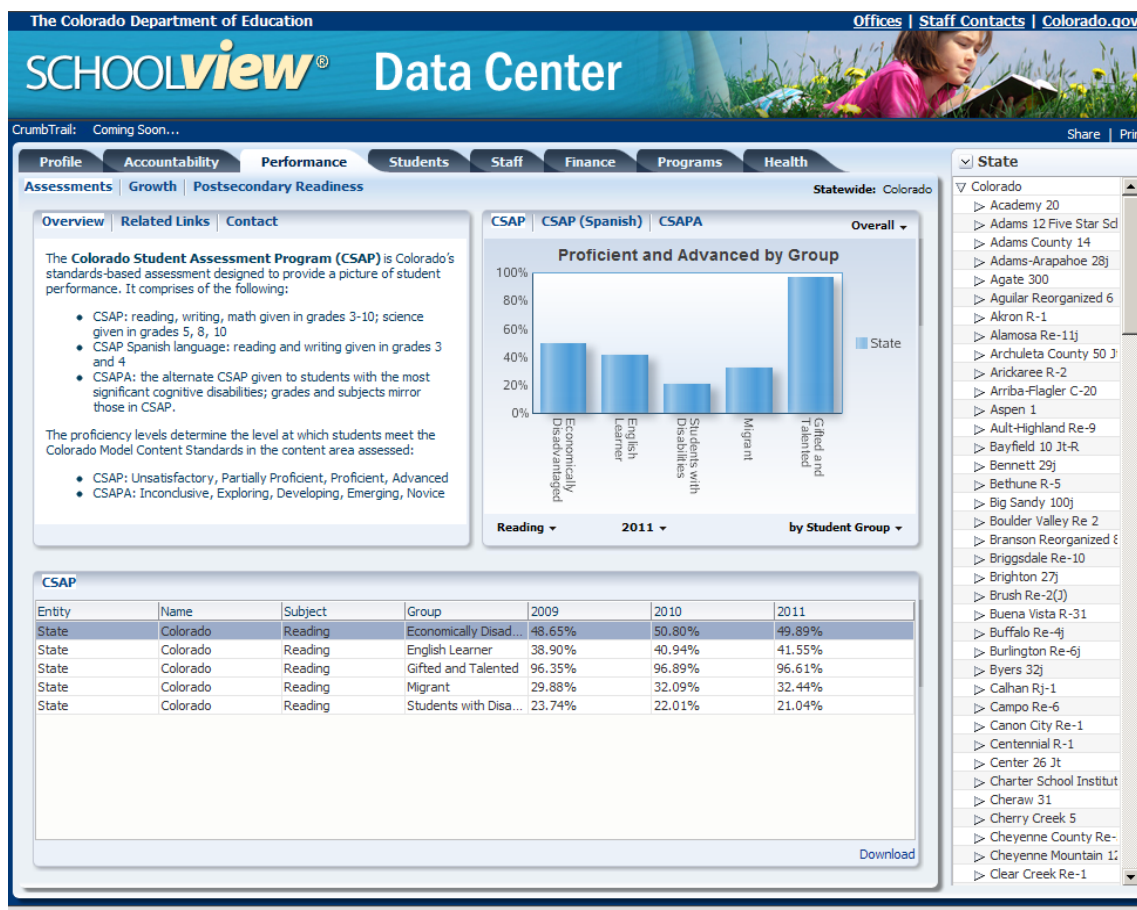 The Colorado Department of Education
Offices | Staff Contacts | Colorado.gov
SCHOOLVIEW® Data Center
CrumbTrail: Coming Soon...
Share |
Profile Accountability Performance Students Staff Finance Programs Health
Assessments | Growth | Postsecondary Readiness
Statewide: Colorado
Overview | Related Links | Contact
The Colorado Student Assessment Program (CSAP) is Colorado's
standards-based assessment designed to provide a picture of student
performance. It comprises of the following:
• CSAP: reading, writing, math given in grades 3-10; science
given in grades 5, 8, 10
• CSAP Spanish language: reading and writing given in grades 3
and 4
• CSAPA: the alternate CSAP given to students with the most
significant cognitive disabilities; grades and subjects mirror
those in CSAP.
The proficiency levels determine the level at which students meet the
Colorado Model Content Standards in the content area assessed:
• CSAP: Unsatisfactory, Partially Proficient, Proficient, Advanced
• CSAPA: Inconclusive, Exploring, Developing, Emerging, Novice
CSAP | CSAP (Spanish) | CSAPA
Overall
Proficient and Advanced by Group
100%
80%
60%
40%
20%
0%
State
Economically
Disadvantaged
English
Learner
Students with
Disabilities
Migrant
Gifted and
Talented
Reading 2011 by Student Group
CSAP
Entity Name Subject Group 2009 2010 2011
State Colorado Reading Economically Disad... 48.65% 50.80% 49.89%
State Colorado Reading English Learner 38.90% 40.94% 41.55%
State Colorado Reading Gifted and Talented 96.35% 96.89% 96.61%
State Colorado Reading Migrant 29.88% 32.09% 32.44%
State Colorado Reading Students with Disa... 23.74% 22.01% 21.04%
Download
State
Colorado
Academy 20
Adams 12 Five Star
Adams County 14
Adams-Arapahoe 28j
Agate 300
Aguilar Reorganized 6
Akron R-1
Alamosa Re-11j
Archuleta County 50
Arickaree R-2
Arriba-Flagler C-20
Aspen 1
Ault-Highland Re-9
Bayfield 10 Jt-R
Bennett 29j
Bethune R-5
Big Sandy 100j
Boulder Valley Re 2
Branson Reorganized
Briggsdale Re-10
Brighton 27j
Brush Re-2(J)
Buena Vista R-31
Buffalo Re-4j
Burlington Re-6j
Byers 32j
Calhan Rj-1
Campo Re-6
Canon City Re-1
Centennial R-1
Center 26 Jt
Charter School Institut
Cheraw 31
Cherry Creek 5
Cheyenne County Re-
Cheyenne Mountain 12
Clear Creek Re-1